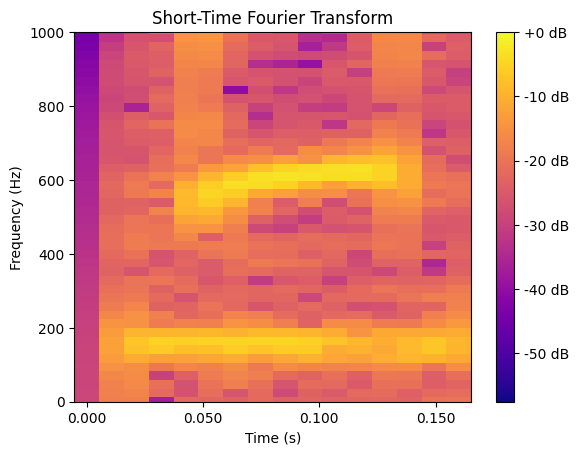 Short-Time Fourier Transform
1000
800
600
400
200
0
Frequency (Hz)
0.000
0.050
0.100
0.150
Time (s)
+0 dB
-10 dB
-20 dB
-30 dB
-40 dB
-50 dB